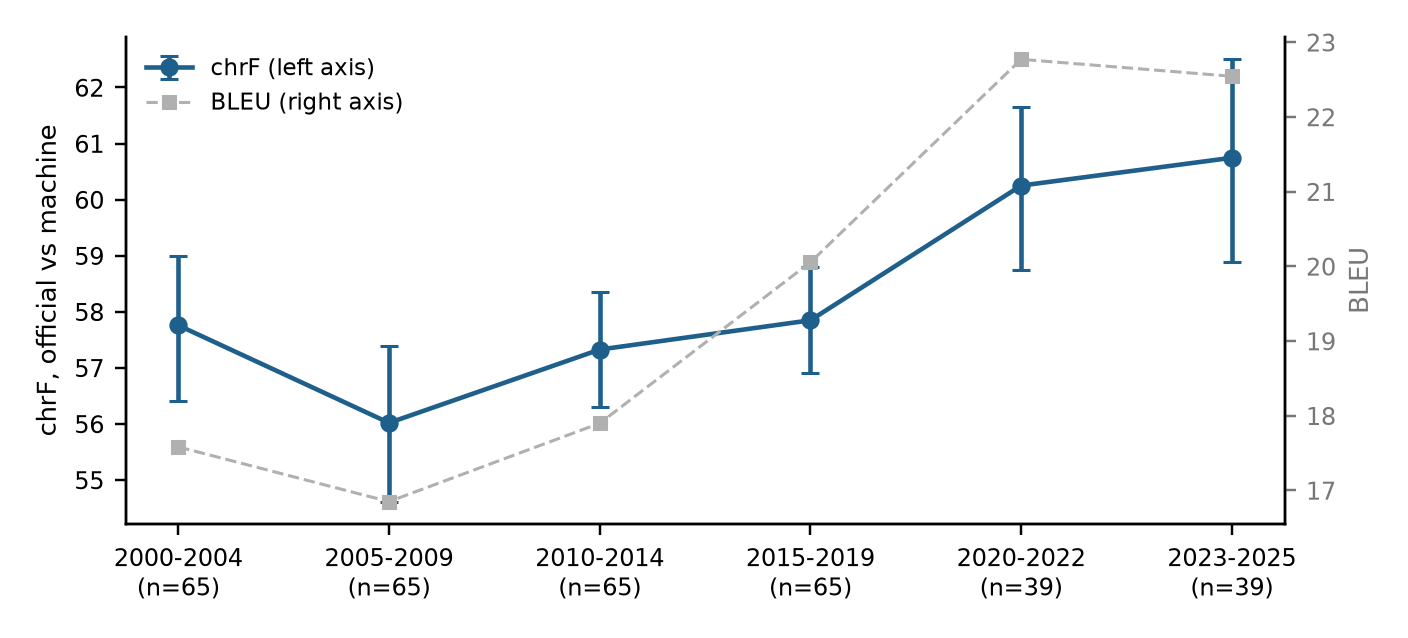 chrF (left axis)
BLEU (right axis)
chrF, official vs machine
62
61
60
59
58
57
56
55
23
22
21
20
19
18
17
BLEU
2000-2004 2005-2009 2010-2014 2015-2019 2020-2022 2023-2025
(n=65) (n=65) (n=65) (n=65) (n=39) (n=39)